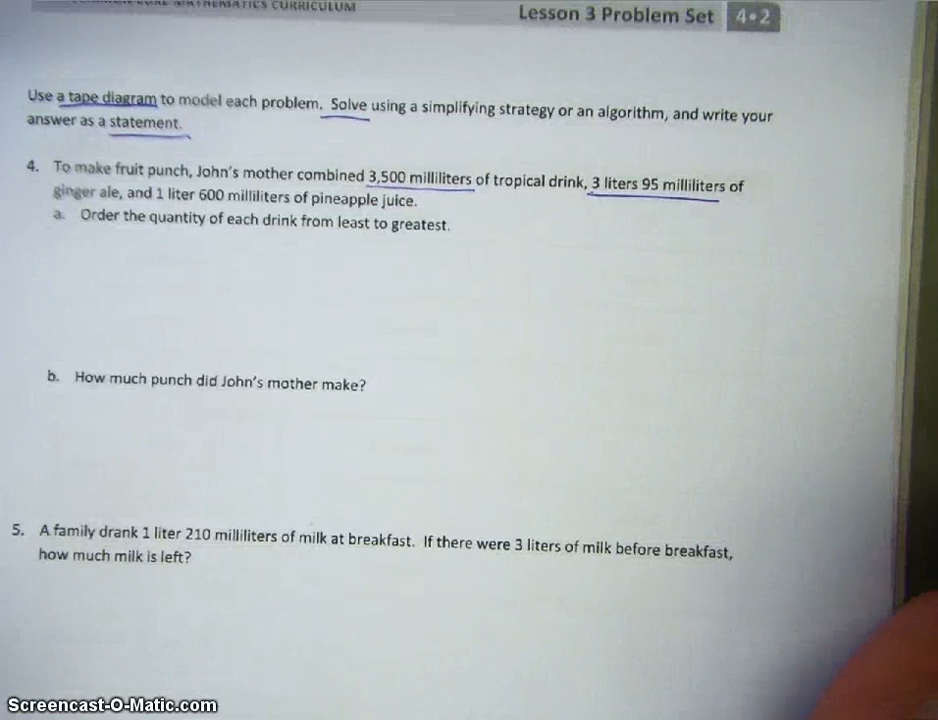 MATHEMATICS CURRICULUM
Lesson 3 Problem Set 4•2
Use a tape diagram to model each problem. Solve using a simplifying strategy or an algorithm, and write your
answer as a statement.
4. To make fruit punch, John's mother combined 3,500 milliliters of tropical drink, 3 liters 95 milliliters of
ginger ale, and 1 liter 600 milliliters of pineapple juice.
a. Order the quantity of each drink from least to greatest.
b. How much punch did John's mother make?
5. A family drank 1 liter 210 milliliters of milk at breakfast. If there were 3 liters of milk before breakfast,
how much milk is left?
Screencast-O-Matic.com